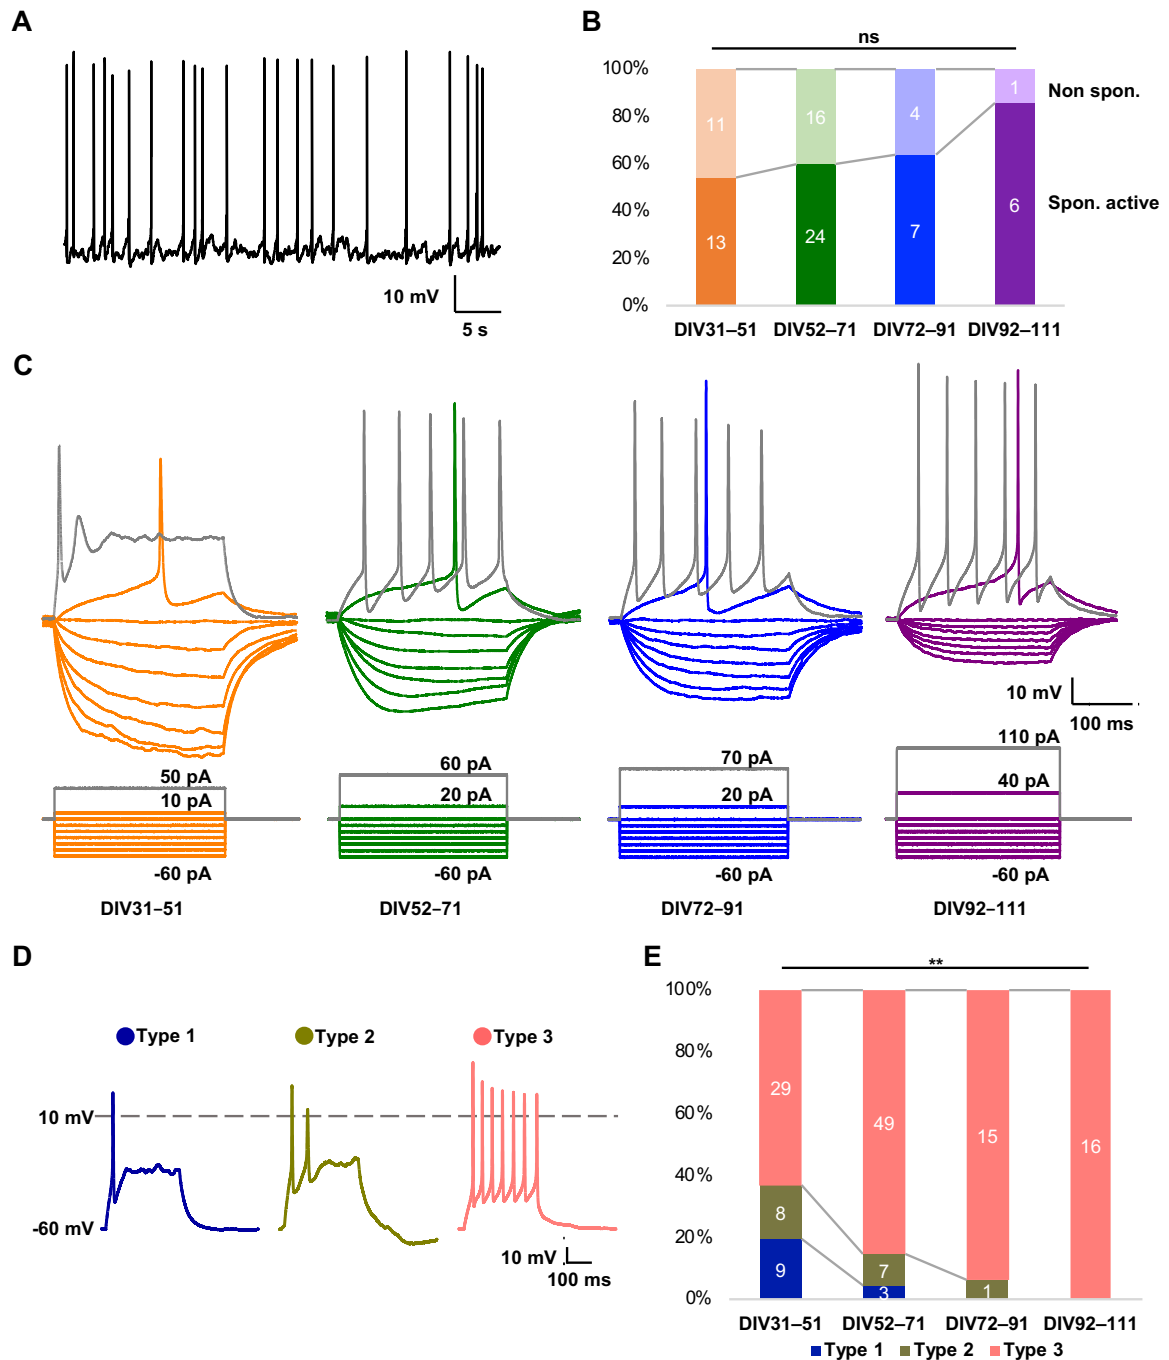 A
10 mV
5 s
B
ns
100%
80%
60%
40%
20%
0%
11
16
4
1
13
24
7
6
Non spon.
Spon. active
DIV31–51
DIV52–71
DIV72–91
DIV92–111
C
10 mV
100 ms
50 pA
10 pA
-60 pA
60 pA
20 pA
-60 pA
70 pA
20 pA
-60 pA
110 pA
40 pA
-60 pA
DIV31–51
DIV52–71
DIV72–91
DIV92–111
D
Type 1
Type 2
Type 3
10 mV
-60 mV
10 mV
100 ms
E
**
100%
80%
60%
40%
20%
0%
29
49
15
16
8
7
1
9
3
DIV31–51
DIV52–71
DIV72–91
DIV92–111
Type 1
Type 2
Type 3